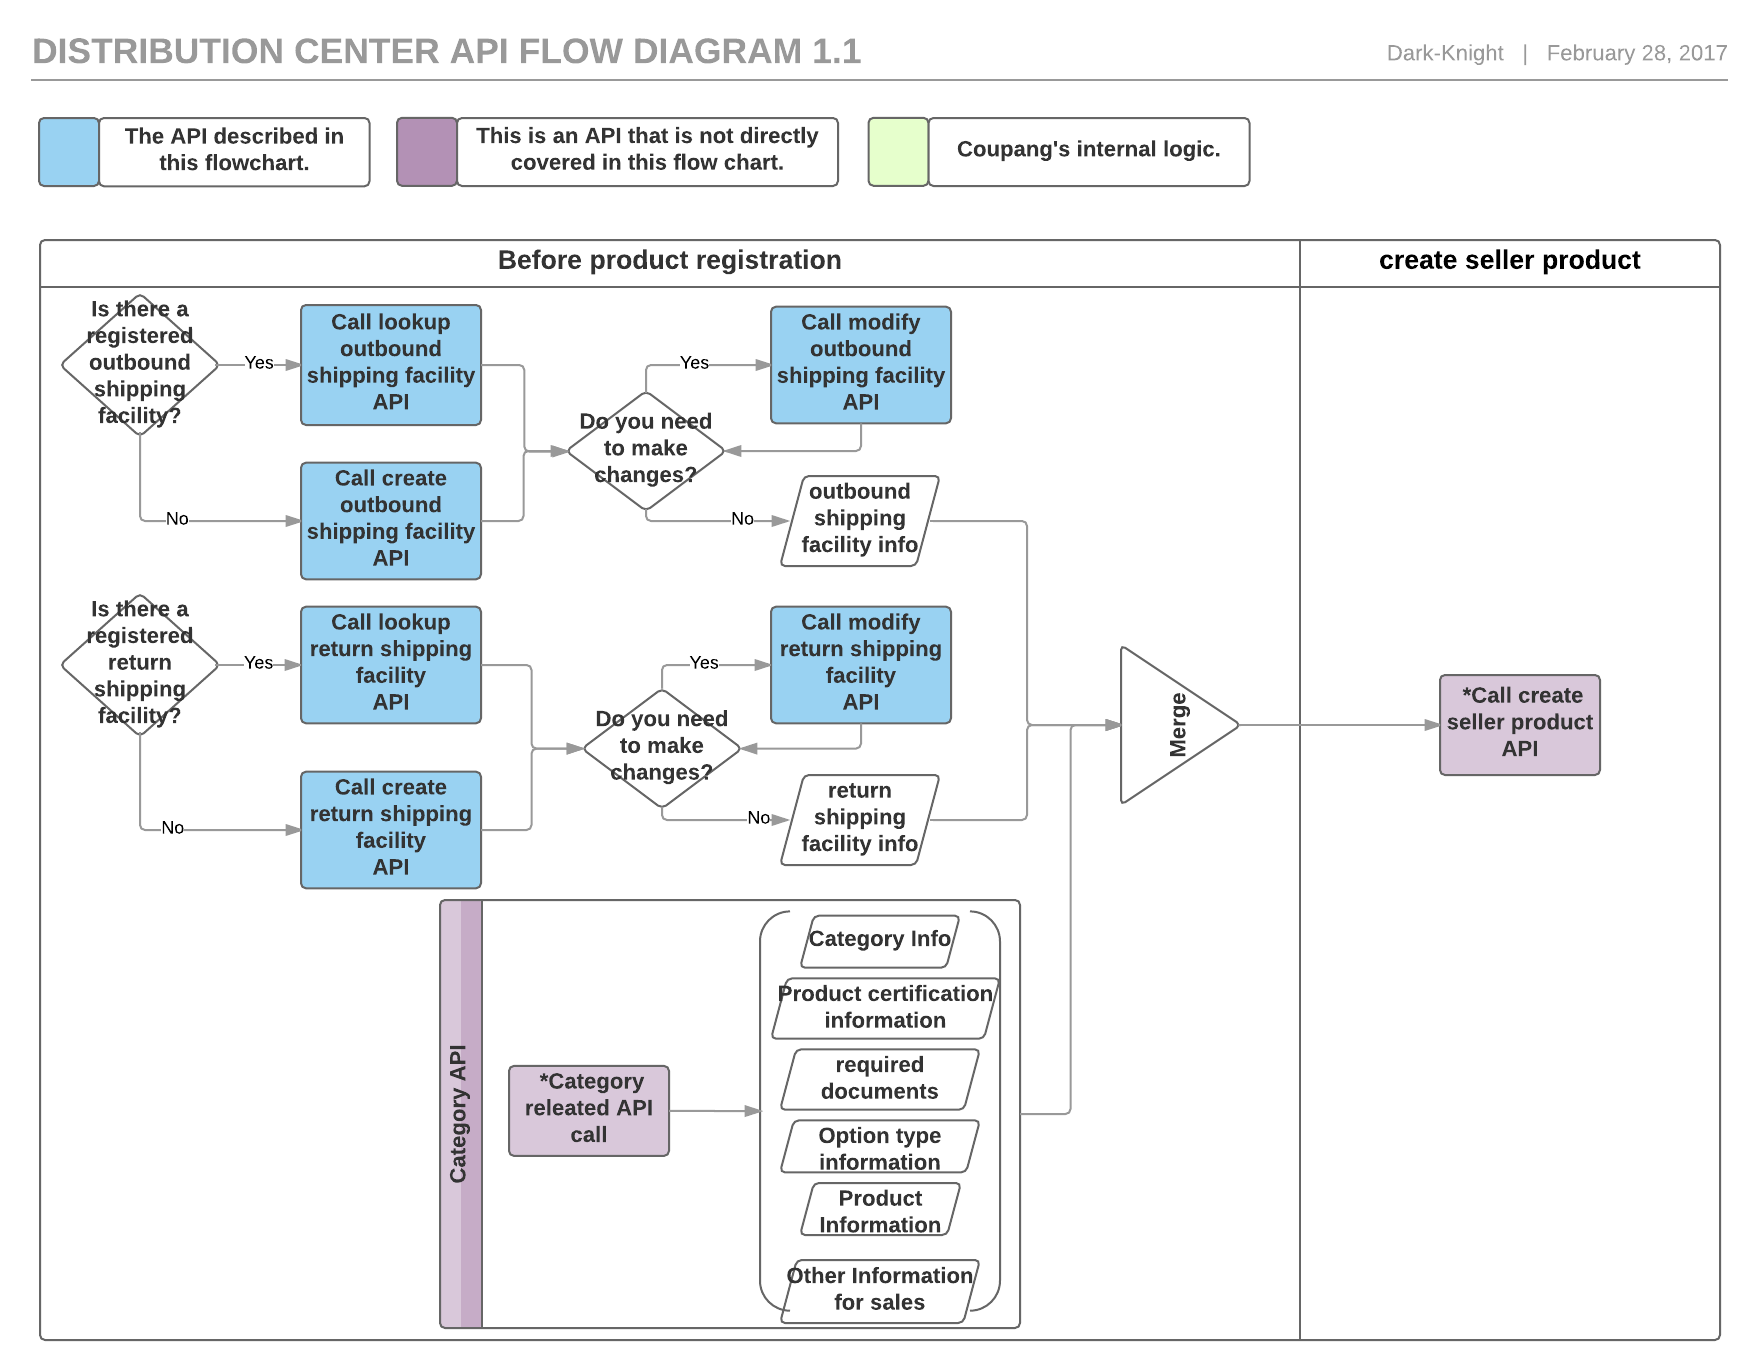 DISTRIBUTION CENTER API FLOW DIAGRAM 1.1
Dark-Knight | February 28, 2017
The API described in
this flowchart.
This is an API that is not directly
covered in this flow chart.
Coupang's internal logic.
Before product registration
create seller product
Is there a
registered
outbound
shipping
facility?
Yes
Call lookup
outbound
shipping facility
API
No
Call create
outbound
shipping facility
API
Do you need
to make
changes?
Yes
Call modify
outbound
shipping facility
API
No
outbound
shipping
facility info
Is there a
registered
return
shipping
facility?
Yes
Call lookup
return shipping
facility
API
No
Call create
return shipping
facility
API
Do you need
to make
changes?
Yes
Call modify
return shipping
facility
API
No
return
shipping
facility info
Merge
*Call create
seller product
API
Category API
*Category
releated API
call
Category Info
Product certification
information
required
documents
Option type
information
Product
Information
Other Information
for sales